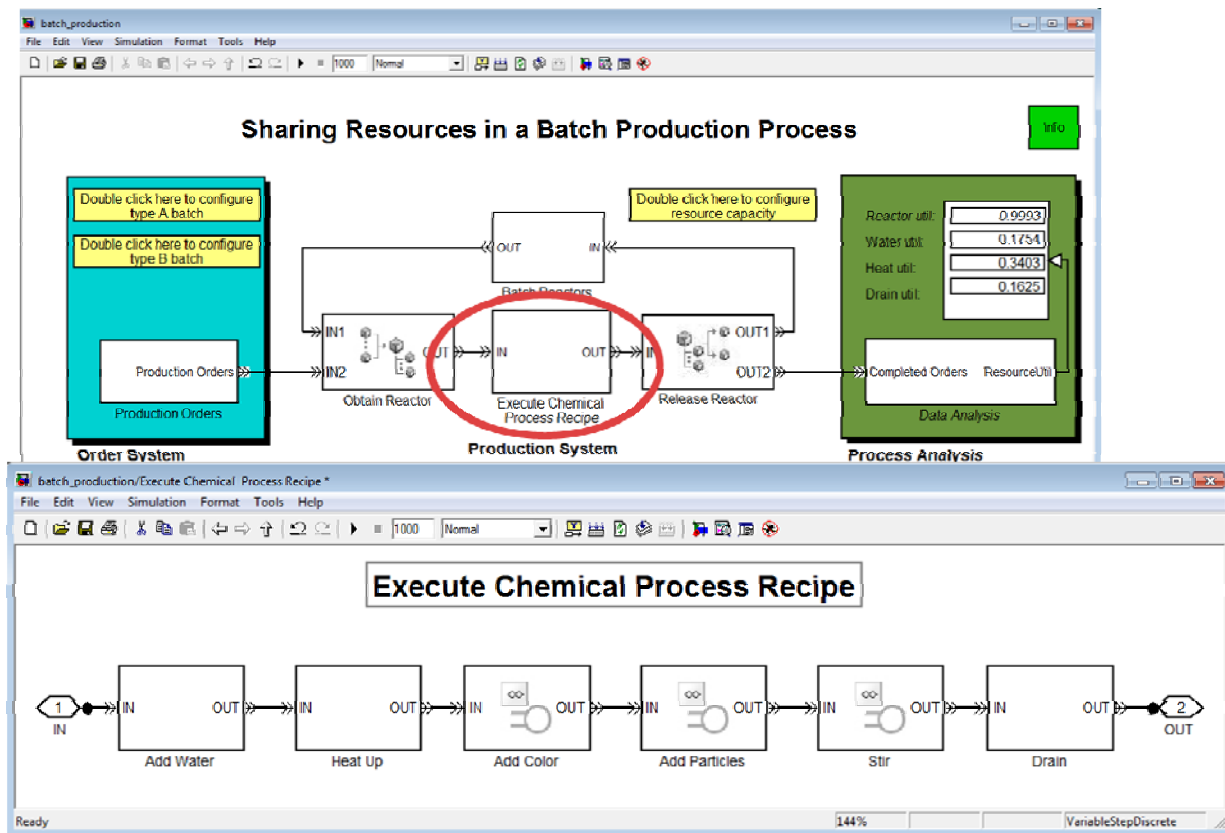 batch_production
File Edit View Simulation Format Tools Help
1000 Normal
Sharing Resources in a Batch Production Process
Info
Double click here to configure
type A batch
Double click here to configure
type B batch
Production Orders
Production Orders
Order System
Double click here to configure
resource capacity
OUT IN
Batch Reactors
IN1
IN2
OUT
Obtain Reactor
IN OUT
Execute Chemical
Process Recipe
IN
OUT1
OUT2
Release Reactor
Production System
Reactor util: 0.9993
Water util: 0.1754
Heat util: 0.3403
Drain util: 0.1625
Completed Orders ResourceUtil
Data Analysis
Process Analysis
batch_production/Execute Chemical Process Recipe *
File Edit View Simulation Format Tools Help
1000 Normal
Execute Chemical Process Recipe
1
IN
IN OUT
Add Water
IN OUT
Heat Up
IN OUT
Add Color
IN OUT
Add Particles
IN OUT
Stir
IN OUT
Drain
2
OUT
Ready 144% VariableStepDiscrete